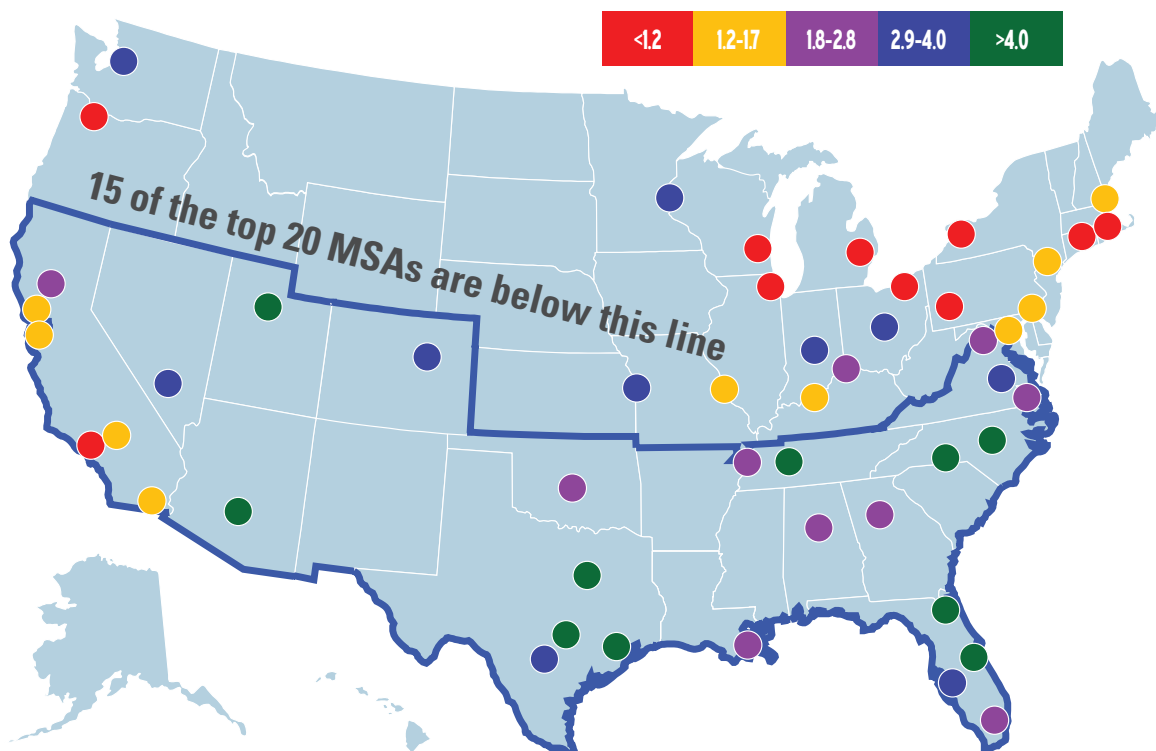 <1.2 1.2–1.7 1.8–2.8 2.9–4.0 >4.0
15 of the top 20 MSAs are below this line